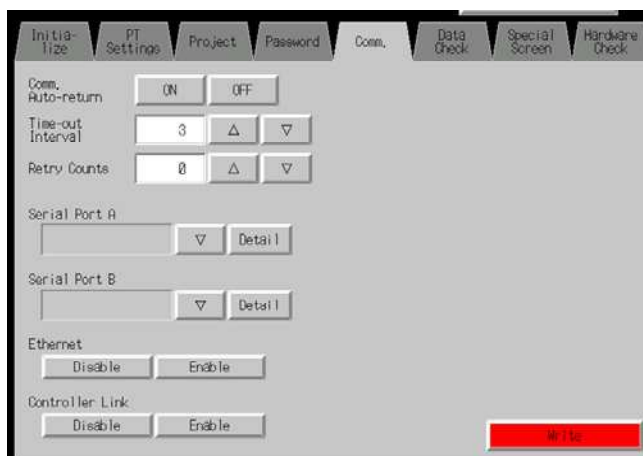 Initia-
lize
PT
Settings
Project
Password
Comm.
Data
Check
Special
Screen
Hardware
Check
Comm.
Auto-return
ON
OFF
Time-out
Interval
3
△
▽
Retry Counts
0
△
▽
Serial Port A
▽
Detail
Serial Port B
▽
Detail
Ethernet
Disable
Enable
Controller Link
Disable
Enable
Write